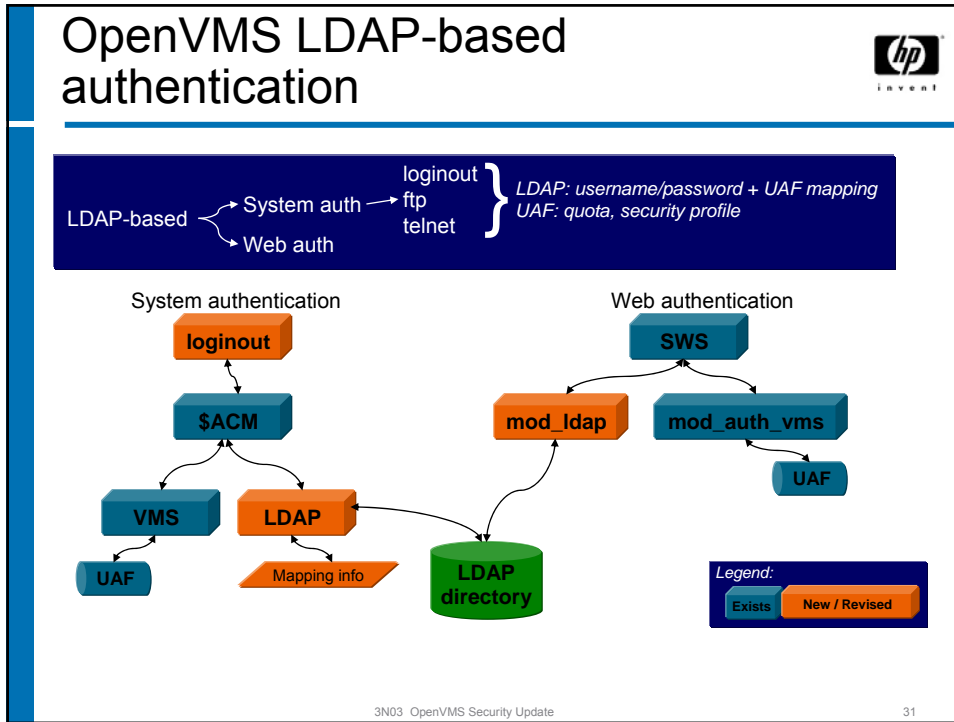 OpenVMS LDAP-based
authentication
hp
invent
LDAP-based
System auth
Web auth
loginout
ftp
telnet
}
LDAP: username/password + UAF mapping
UAF: quota, security profile
System authentication
loginout
$ACM
VMS
LDAP
UAF
Mapping info
LDAP
directory
Web authentication
SWS
mod_ldap
mod_auth_vms
UAF
Legend:
Exists
New / Revised
3N03 OpenVMS Security Update
31